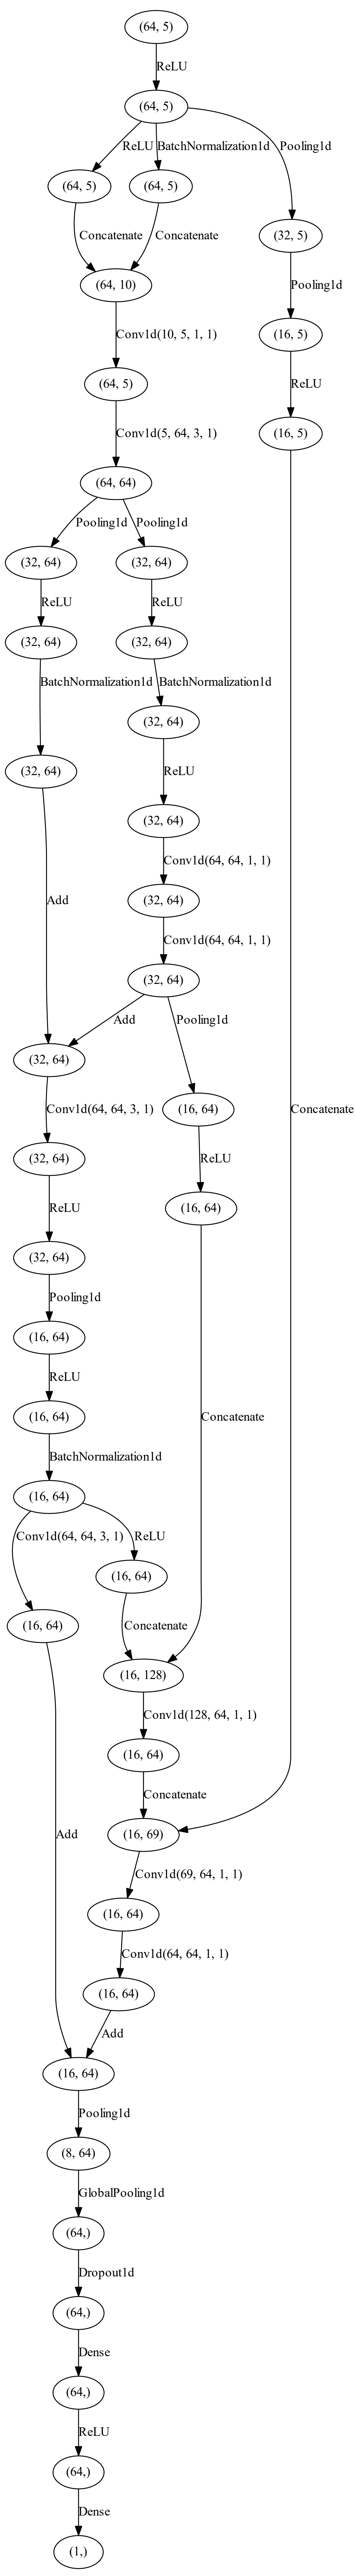 (64, 5)
ReLU
(64, 5)
ReLU BatchNormalization1d Pooling1d
(64, 5) (64, 5)
(32, 5)
Concatenate Concatenate
(64, 10) Pooling1d
Conv1d(10, 5, 1, 1) (16, 5)
(64, 5) ReLU
Conv1d(5, 64, 3, 1) (16, 5)
(64, 64)
Pooling1d Pooling1d
(32, 64) (32, 64)
ReLU ReLU
(32, 64) (32, 64)
BatchNormalization1d BatchNormalization1d
(32, 64)
(32, 64) ReLU
(32, 64)
Conv1d(64, 64, 1, 1)
Add (32, 64)
Conv1d(64, 64, 1, 1)
(32, 64)
Add Pooling1d
(32, 64)
Conv1d(64, 64, 3, 1) (16, 64) Concatenate
(32, 64) ReLU
ReLU (16, 64)
(32, 64)
Pooling1d
(16, 64)
ReLU
(16, 64) Concatenate
BatchNormalization1d
(16, 64)
Conv1d(64, 64, 3, 1) ReLU
(16, 64)
(16, 64) Concatenate
(16, 128)
Conv1d(128, 64, 1, 1)
(16, 64)
Concatenate
Add (16, 69)
Conv1d(69, 64, 1, 1)
(16, 64)
Conv1d(64, 64, 1, 1)
(16, 64)
Add
(16, 64)
Pooling1d
(8, 64)
GlobalPooling1d
(64,)
Dropout1d
(64,)
Dense
(64,)
ReLU
(64,)
Dense
(1,)